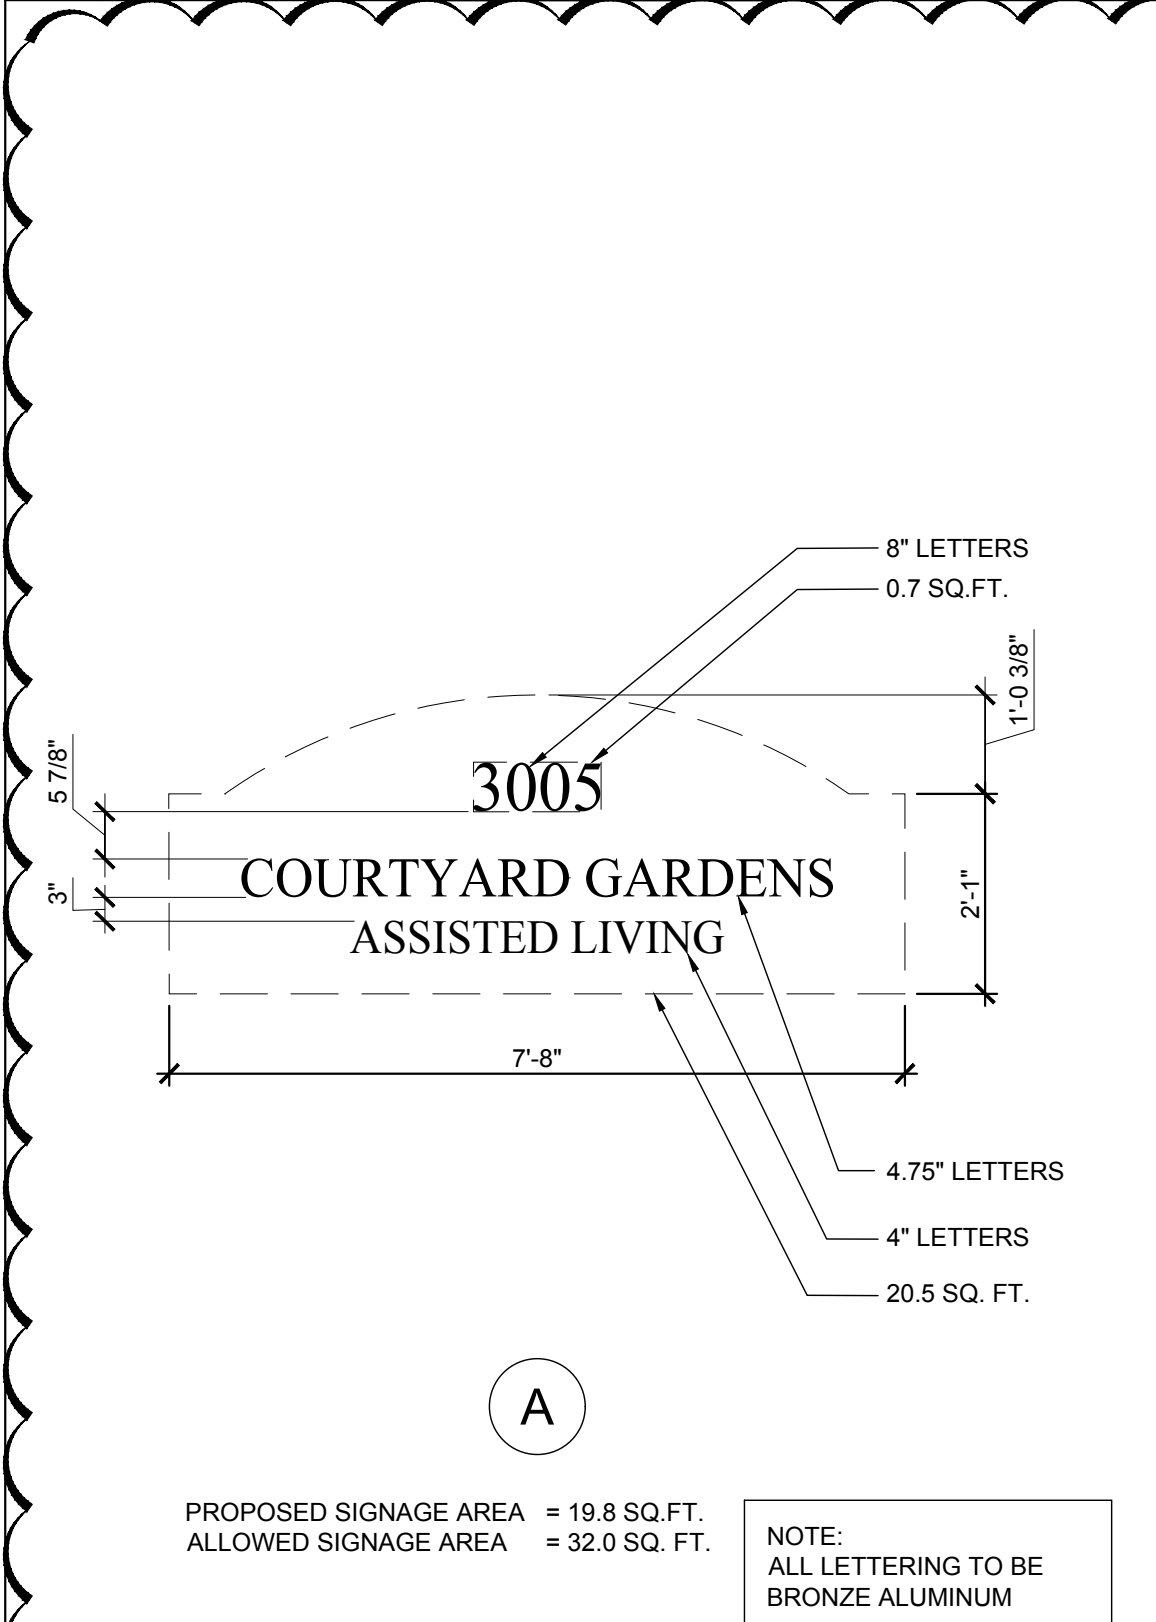 8" LETTERS
0.7 SQ.FT.
1'-0 3/8"
5 7/8"
3005
COURTYARD GARDENS
3"
2'-1"
ASSISTED LIVING
7'-8"
4.75" LETTERS
4" LETTERS
20.5 SQ. FT.
A
PROPOSED SIGNAGE AREA = 19.8 SQ.FT.
ALLOWED SIGNAGE AREA = 32.0 SQ. FT.
NOTE:
ALL LETTERING TO BE
BRONZE ALUMINUM